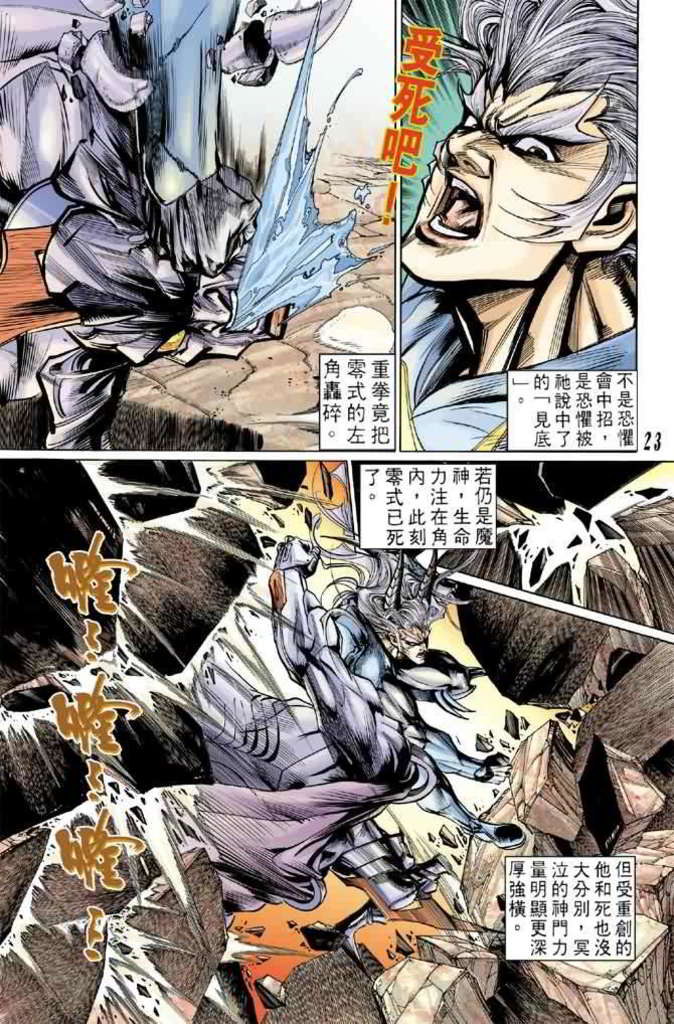 受死吧！
不是恐懼
會中招，
是恐懼被
祂說中了
的「見底
」。
23
重拳竟把
零式的左
角轟碎。
若仍是魔
神，生命
力注在角
內，此刻
零式已死
了。
隆
隆
隆
但受重創的
他和死也沒
大分別，冥
泣的神門力
量明顯更深
厚強橫。